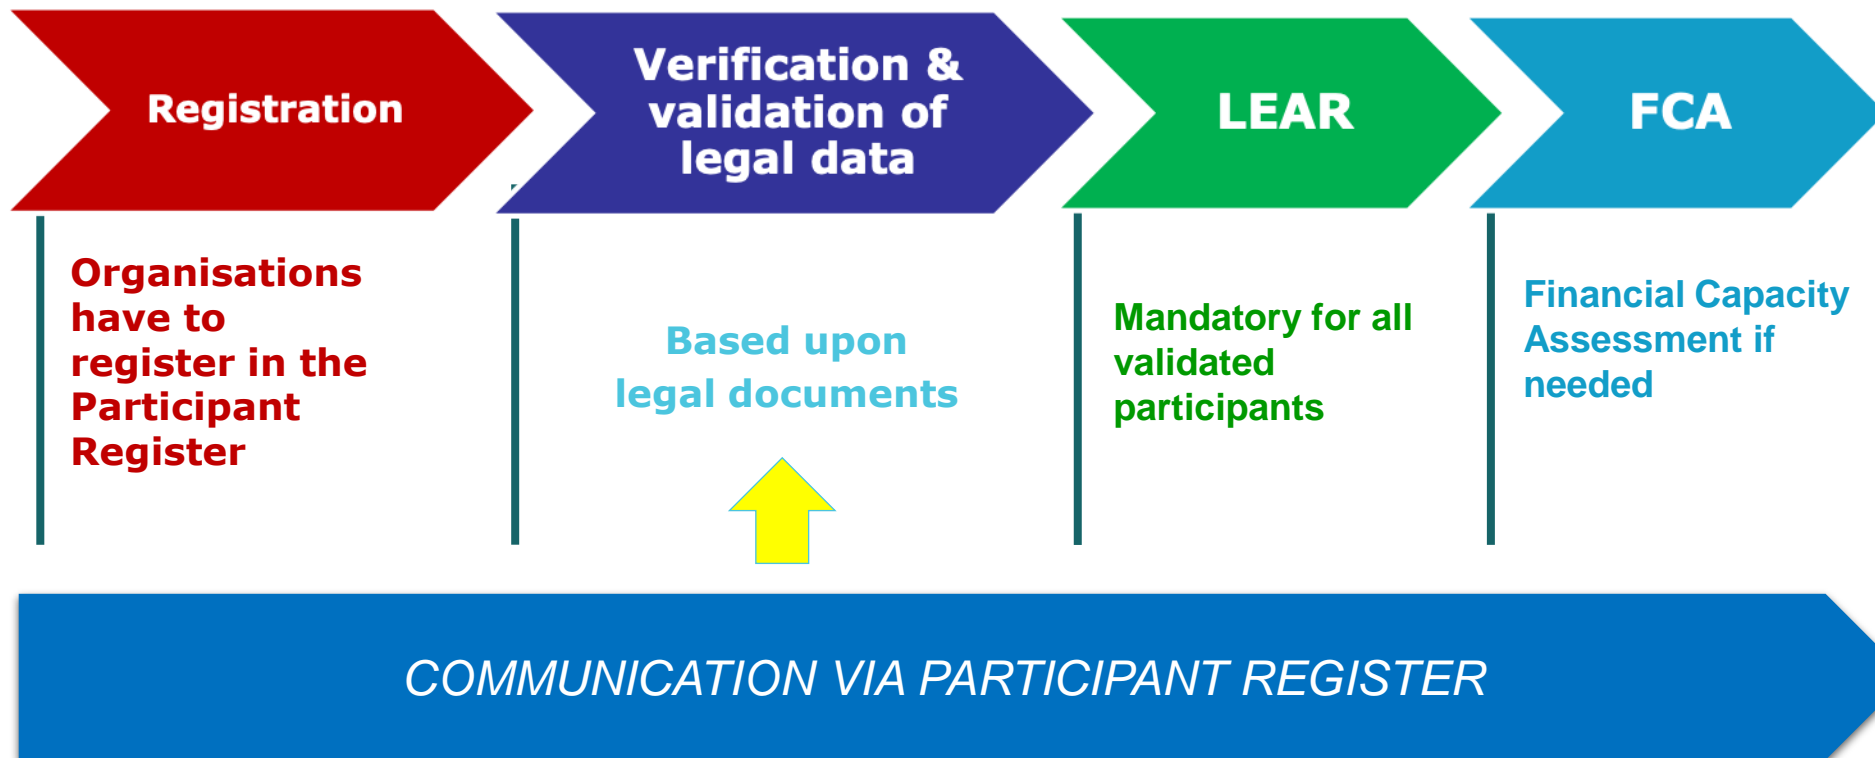 Registration
Verification &
validation of
legal data
LEAR
FCA
Organisations
have to
register in the
Participant
Register
Based upon
legal documents
Mandatory for all
validated
participants
Financial Capacity
Assessment if
needed
COMMUNICATION VIA PARTICIPANT REGISTER